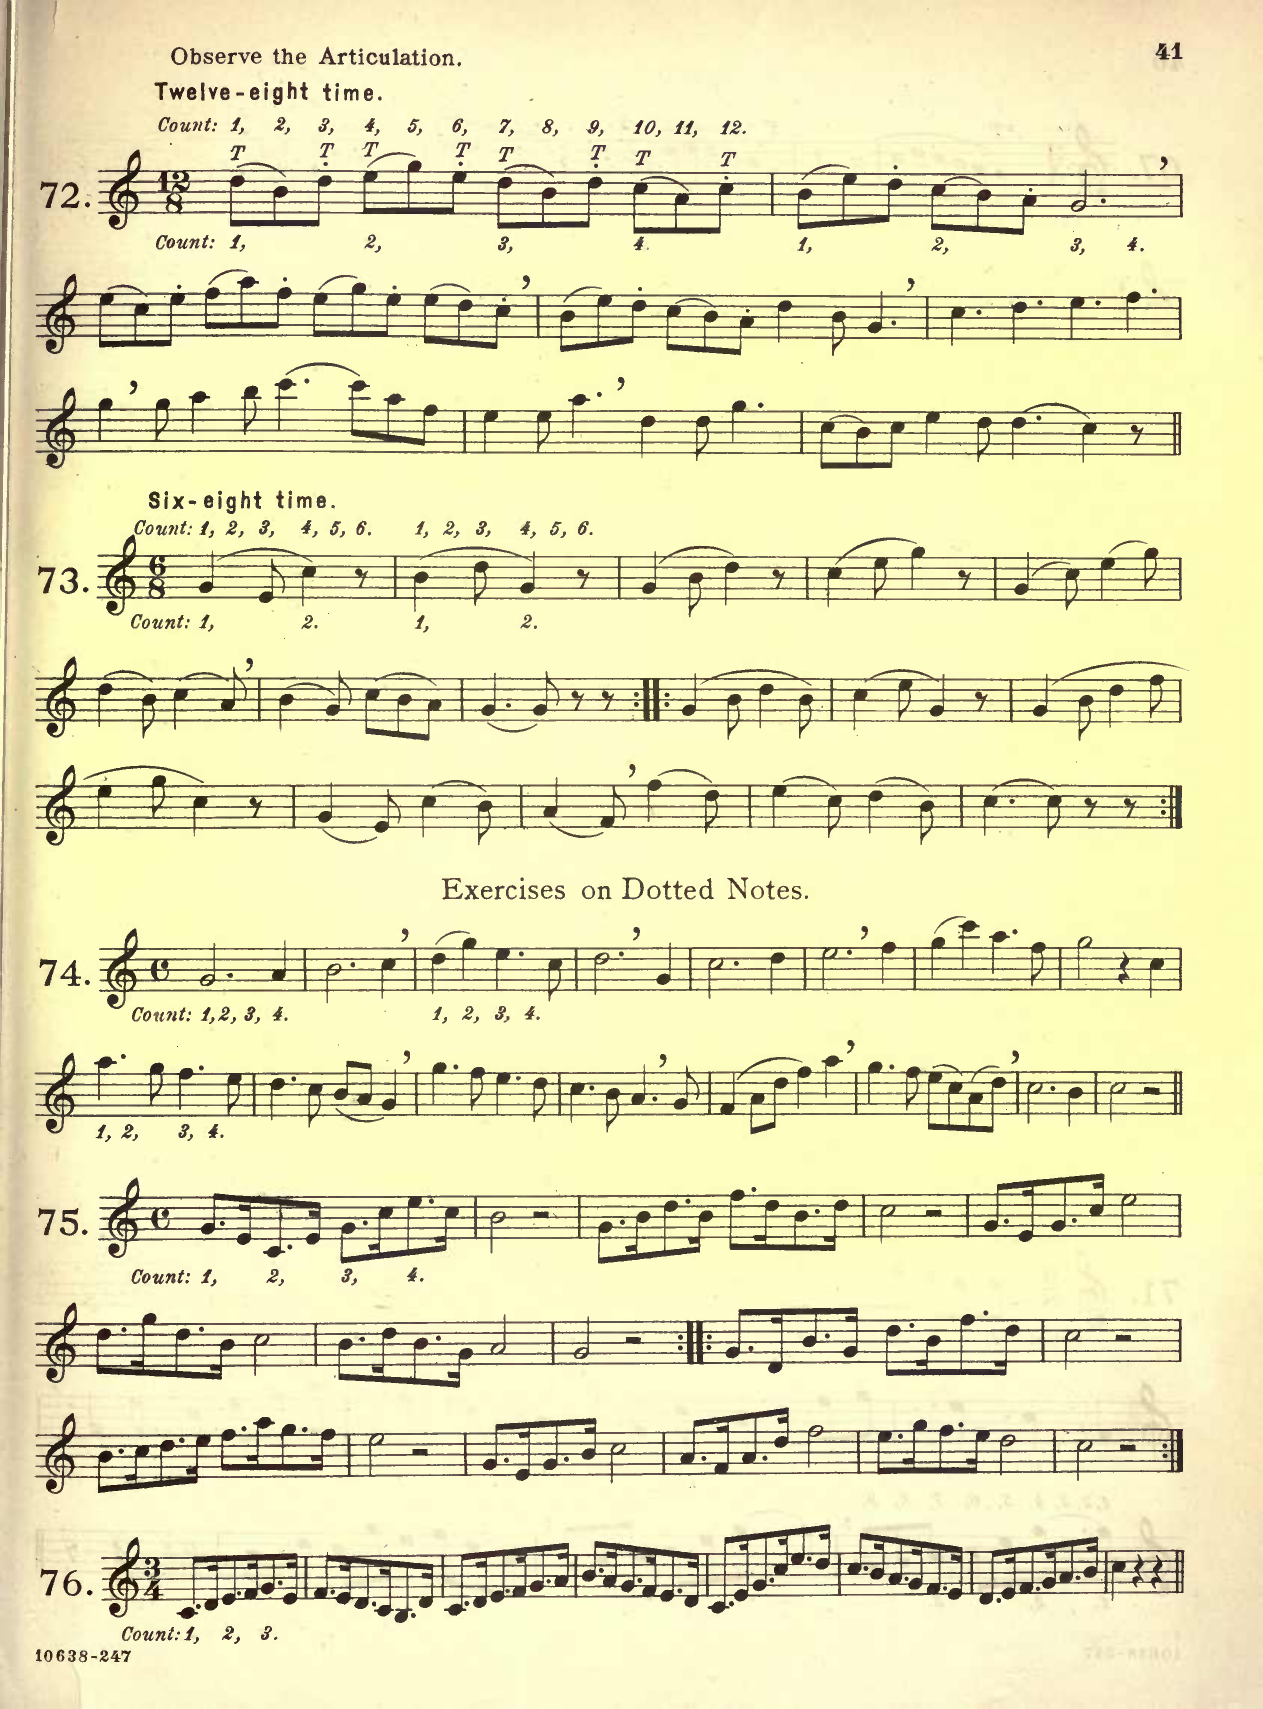 Observe the Articulation.
41
Twelve-eight time.
Count: 1, 2, 3, 4, 5, 6, 7, 8, 9, 10, 11, 12.
T T T T T T T T
72. 12/8
Count: 1, 2, 3, 4. 1, 2, 3, 4.
Six-eight time.
Count: 1, 2, 3, 4, 5, 6. 1, 2, 3, 4, 5, 6.
73. 6/8
Count: 1, 2. 1, 2.
Exercises on Dotted Notes.
74. C
Count: 1, 2, 3, 4. 1, 2, 3, 4.
1, 2, 3, 4.
75. C
Count: 1, 2, 3, 4.
76. 3/4
Count: 1, 2, 3.
10638-247